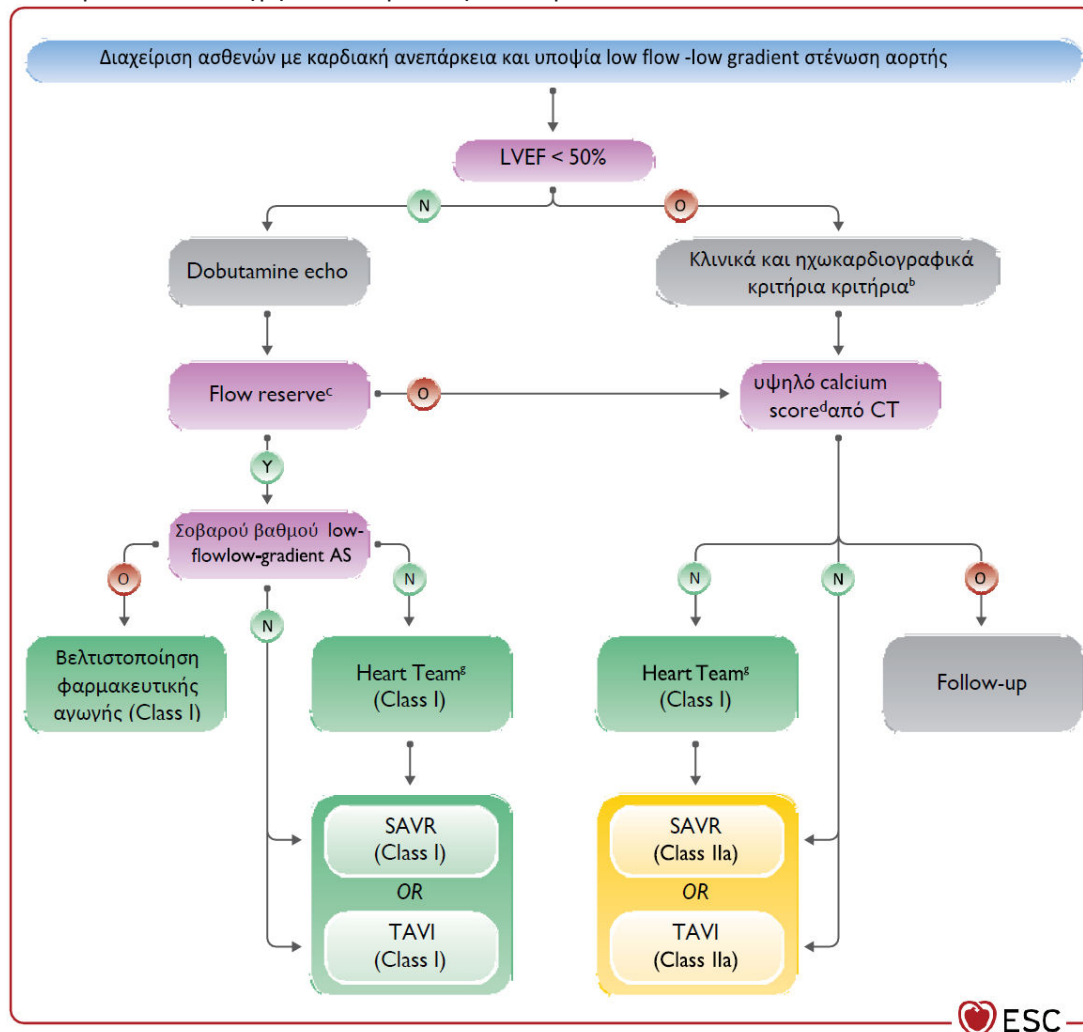 Διαχείριση ασθενών με καρδιακή ανεπάρκεια και υποψία low flow -low gradient στένωση αορτής
LVEF < 50%
N
O
Dobutamine echo
Κλινικά και ηχωκαρδιογραφικά
κριτήρια κριτήριαᵇ
Flow reserveᶜ
O
υψηλό calcium
scoreᵈαπό CT
Y
Σοβαρού βαθμού low-
flowlow-gradient AS
O
N
N
N
N
O
Βελτιστοποίηση
φαρμακευτικής
αγωγής (Class I)
Heart Teamᵍ
(Class I)
Heart Teamᵍ
(Class I)
Follow-up
SAVR
(Class I)
OR
TAVI
(Class I)
SAVR
(Class IIa)
OR
TAVI
(Class IIa)
ESC